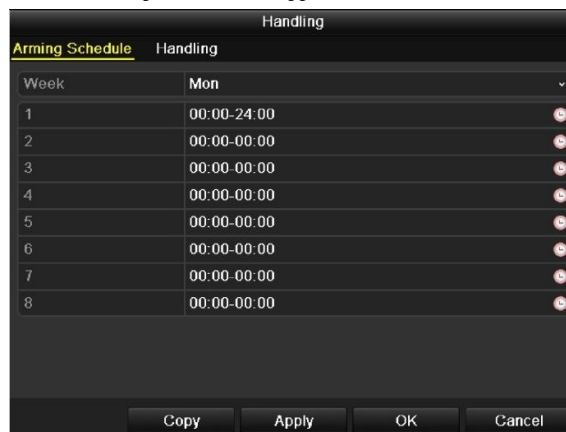 Handling
Arming Schedule Handling
Week Mon
1 00:00-24:00
2 00:00-00:00
3 00:00-00:00
4 00:00-00:00
5 00:00-00:00
6 00:00-00:00
7 00:00-00:00
8 00:00-00:00
Copy Apply OK Cancel